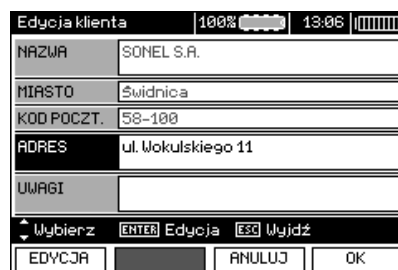 Edycja klienta 100% 13:06
NAZWA SONEL S.A.
MIASTO Świdnica
KOD POCZT. 58-100
ADRES ul. Wokulskiego 11
UWAGI
Wybierz ENTER Edycja ESC Wyjdź
EDYCJA ANULUJ OK